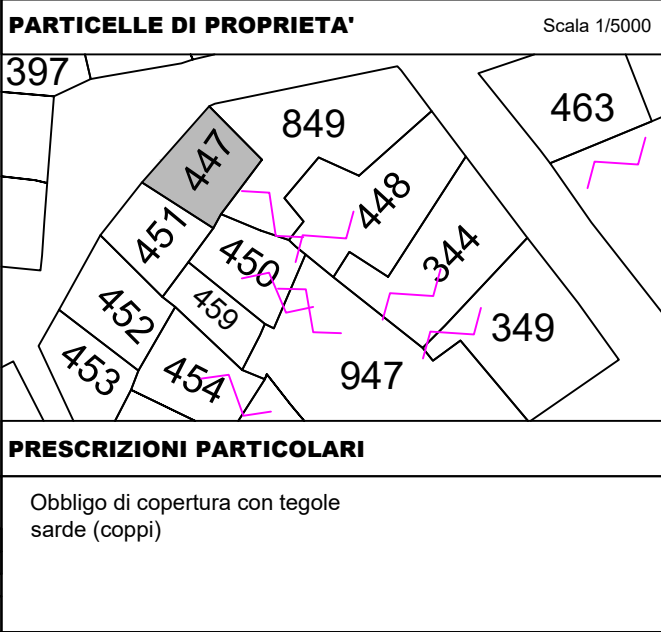 PARTICELLE DI PROPRIETA'
Scala 1/5000
397
849
463
447
448
451
450
344
459
452
349
453
454
947
PRESCRIZIONI PARTICOLARI
Obbligo di copertura con tegole
sarde (coppi)